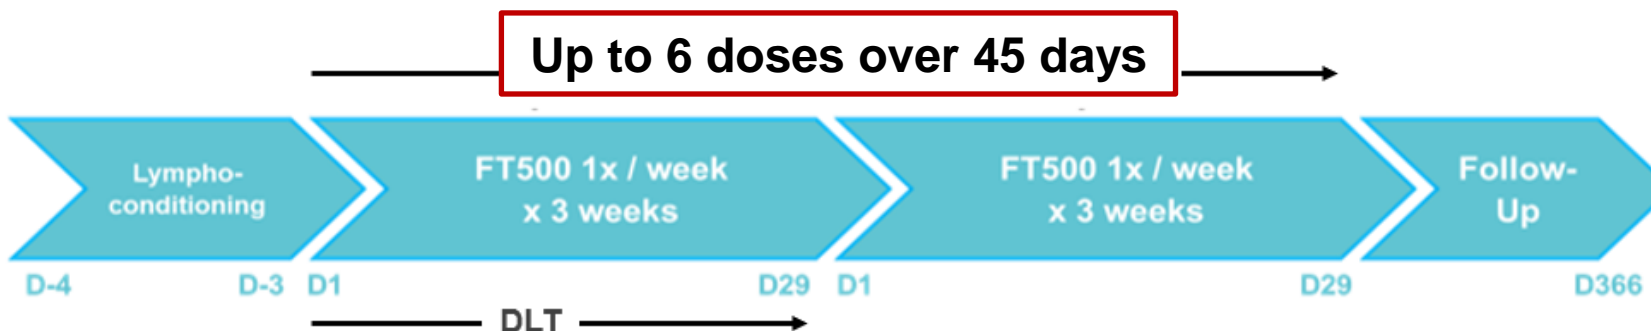 Up to 6 doses over 45 days
Lympho-
conditioning
FT500 1x / week
x 3 weeks
FT500 1x / week
x 3 weeks
Follow-
Up
D-4
D-3
D1
D29
D1
D29
D366
DLT